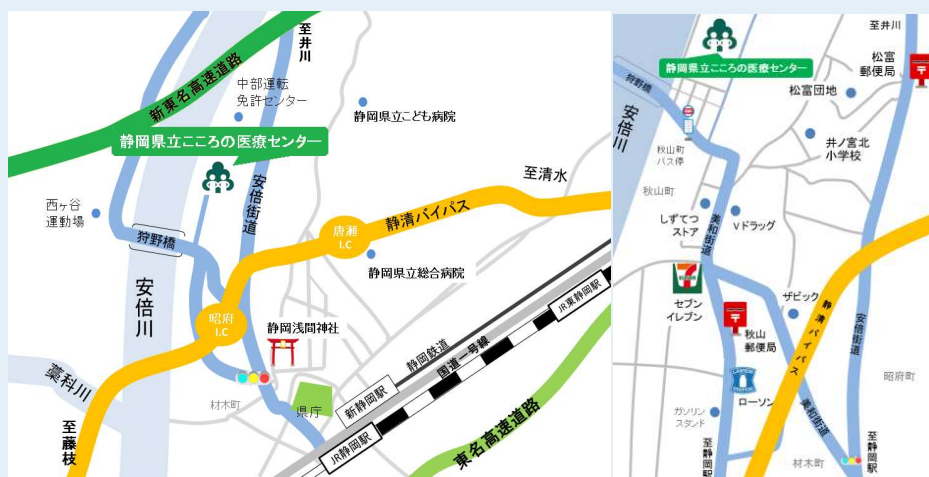 新東名高速道路
至井川
中部運転
免許センター
静岡県立こころの医療センター
静岡県立こども病院
安倍街道
至清水
西ヶ谷
運動場
狩野橋
唐瀬
I.C
静清バイパス
静岡県立総合病院
安倍川
昭府
I.C
静岡浅間神社
JR東静岡駅
静岡鉄道
国道一号線
藁科川
材木町
県庁
新静岡駅
至藤枝
JR静岡駅
東名高速道路
至井川
松富
郵便局
静岡県立こころの医療センター
狩野橋
松富団地
安倍川
秋山町
バス停
井ノ宮北
小学校
秋山町
しずてつ
ストア
美和街道
Vドラッグ
セブン
イレブン
ザビック
静清バイパス
安倍街道
秋山
郵便局
昭府町
ローソン
美和街道
ガソリン
スタンド
至静岡駅
材木町
至静岡駅